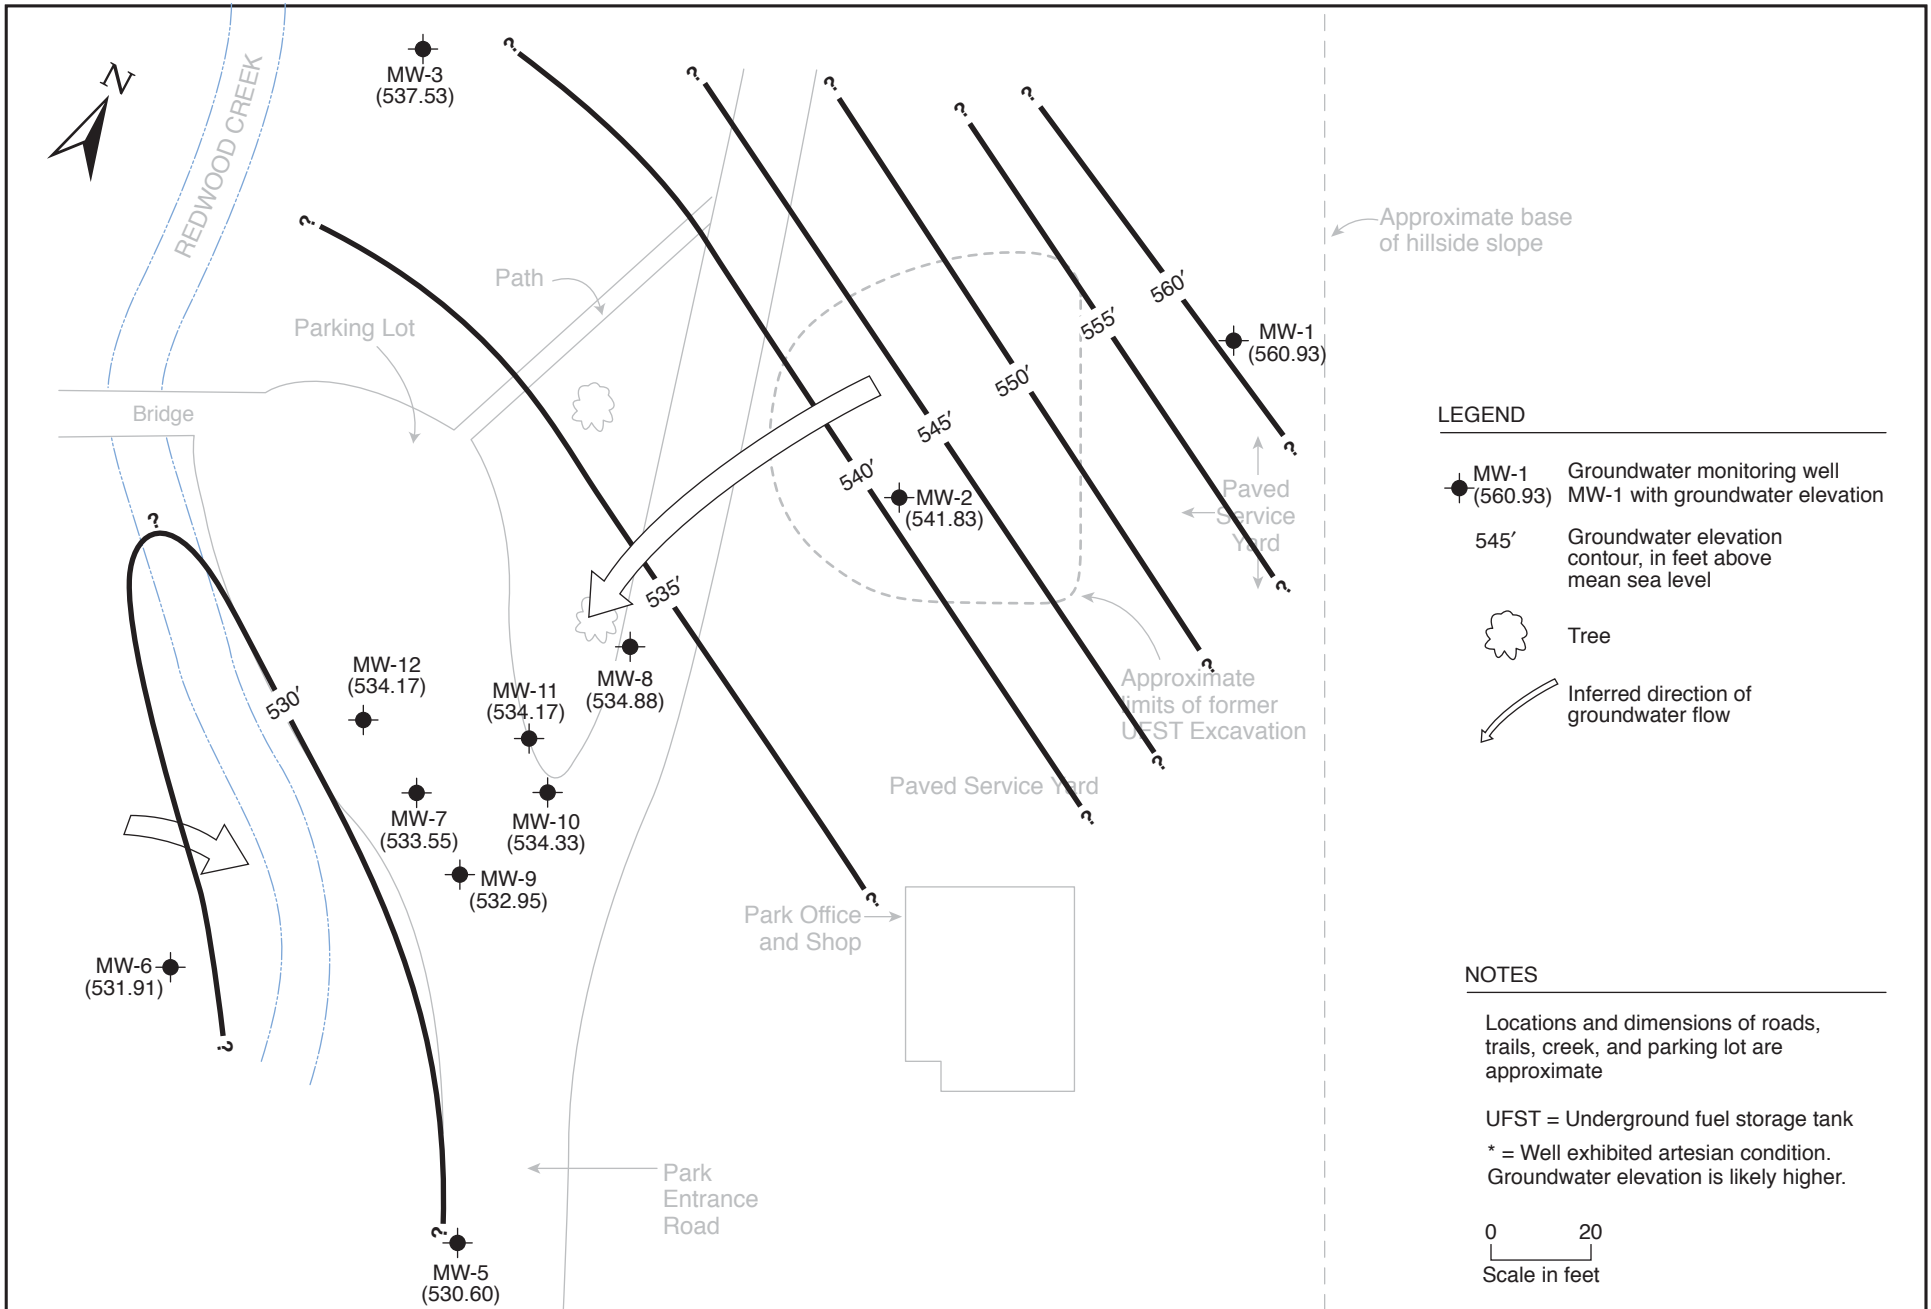 N
REDWOOD CREEK
MW-3
(537.53)
?
?
?
?
?
?
Path
Parking Lot
Bridge
Approximate base
of hillside slope
560′
555′
550′
545′
540′
535′
530′
MW-1
(560.93)
MW-2
(541.83)
Paved
Service
Yard
?
?
?
?
?
?
?
?
?
?
MW-12
(534.17)
MW-11
(534.17)
MW-8
(534.88)
MW-7
(533.55)
MW-10
(534.33)
MW-9
(532.95)
MW-6
(531.91)
MW-5
(530.60)
Approximate
limits of former
UFST Excavation
Paved Service Yard
Park Office
and Shop
Park
Entrance
Road
LEGEND
MW-1
(560.93)
Groundwater monitoring well
MW-1 with groundwater elevation
545′
Groundwater elevation
contour, in feet above
mean sea level
Tree
Inferred direction of
groundwater flow
NOTES
Locations and dimensions of roads,
trails, creek, and parking lot are
approximate
UFST = Underground fuel storage tank
* = Well exhibited artesian condition.
Groundwater elevation is likely higher.
0 20
Scale in feet